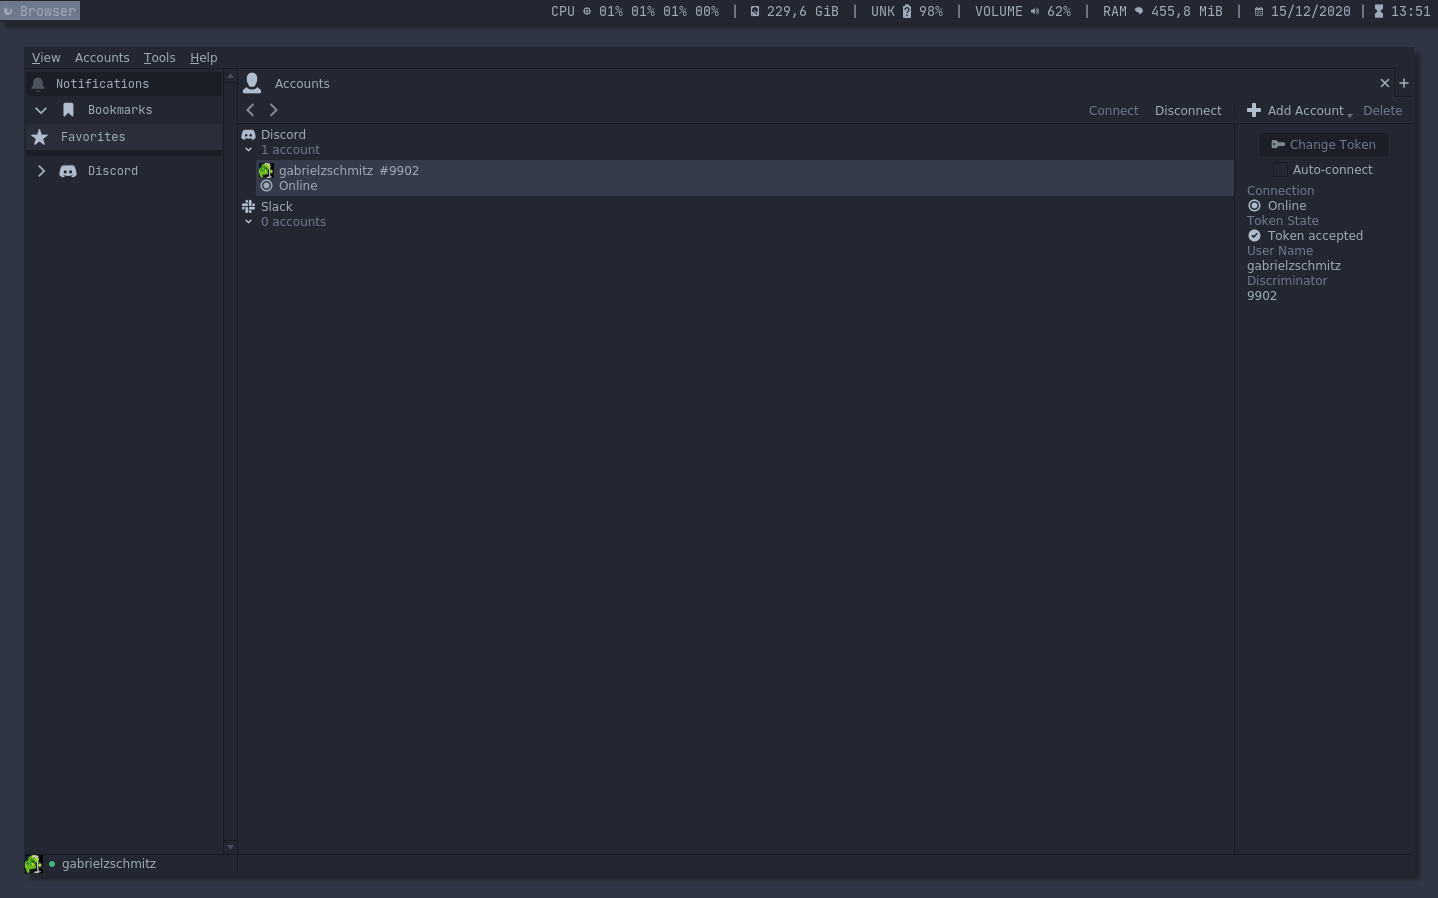 Browser
CPU 01% 01% 01% 00% | 229,6 GiB | UNK 98% | VOLUME 62% | RAM 455,8 MiB | 15/12/2020 | 13:51
View Accounts Tools Help
Notifications
Bookmarks
Favorites
Discord
Accounts
Connect Disconnect
Add Account Delete
Discord
1 account
gabrielzschmitz #9902
Online
Slack
0 accounts
Change Token
Auto-connect
Connection
Online
Token State
Token accepted
User Name
gabrielzschmitz
Discriminator
9902
gabrielzschmitz